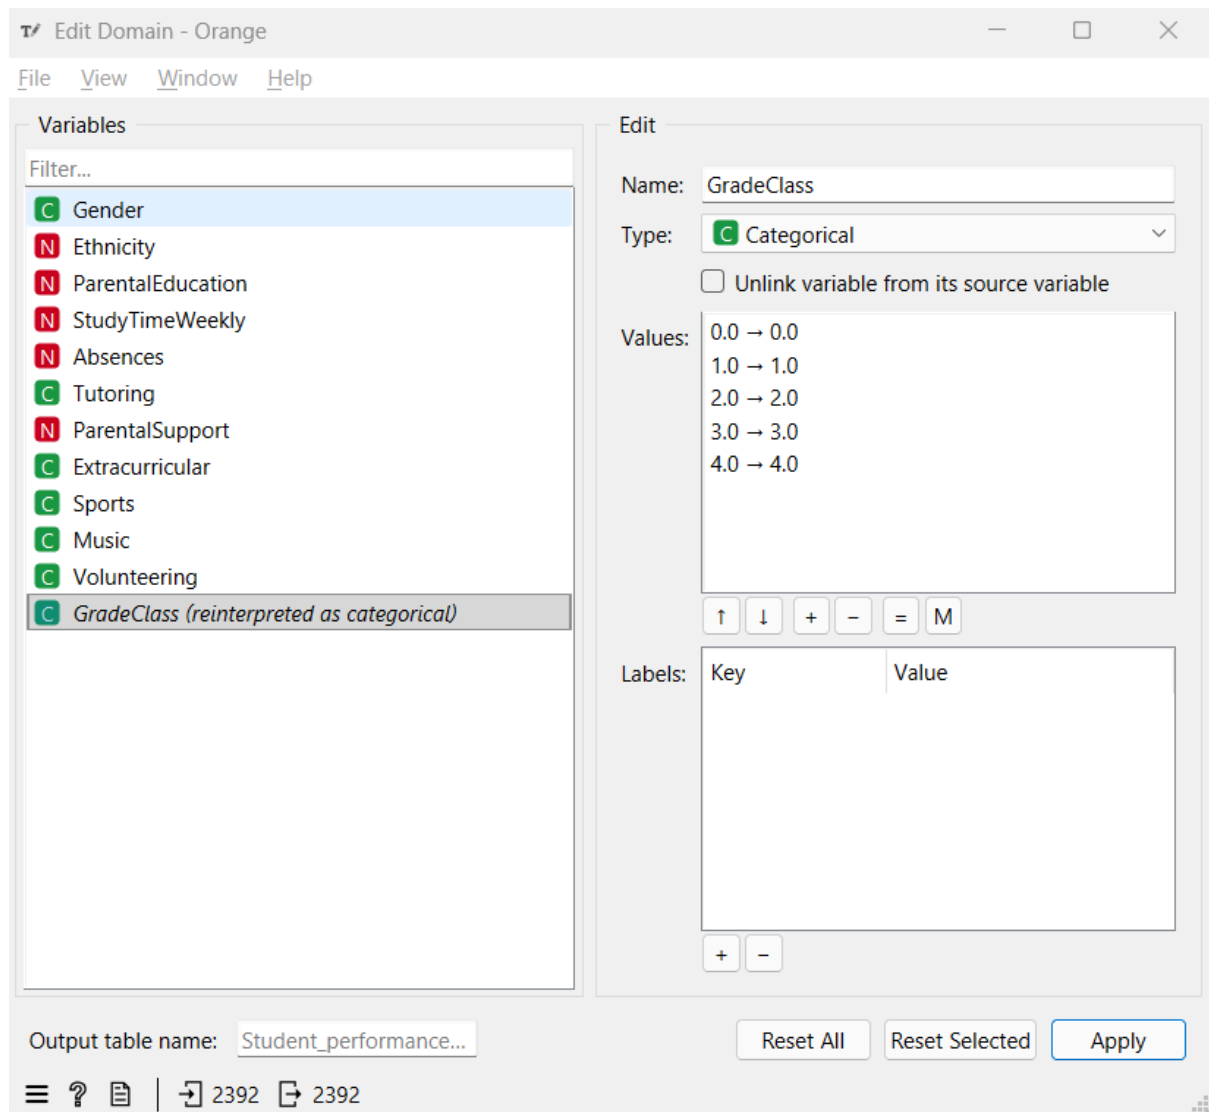 Edit Domain - Orange
File View Window Help
Variables
Filter...
C Gender
N Ethnicity
N ParentalEducation
N StudyTimeWeekly
N Absences
C Tutoring
N ParentalSupport
C Extracurricular
C Sports
C Music
C Volunteering
C GradeClass (reinterpreted as categorical)
Edit
Name: GradeClass
Type: C Categorical
Unlink variable from its source variable
Values:
0.0 → 0.0
1.0 → 1.0
2.0 → 2.0
3.0 → 3.0
4.0 → 4.0
↑ ↓ + − = M
Labels:
Key Value
+ −
Output table name: Student_performance...
Reset All Reset Selected Apply
? 2392 2392